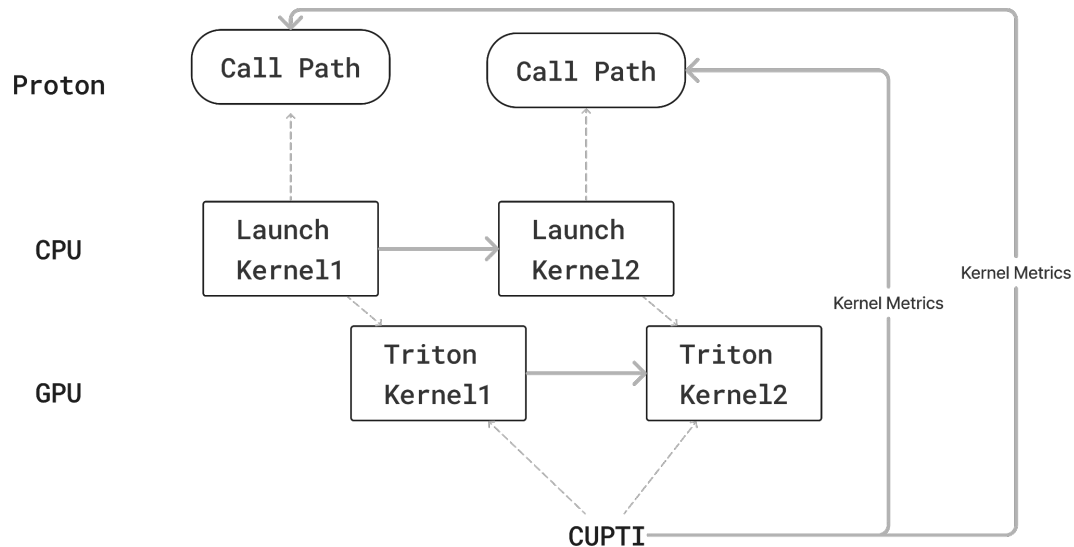 Call Path
Call Path
Proton
Launch
Kernel1
Launch
Kernel2
CPU
Kernel Metrics
Kernel Metrics
Triton
Kernel1
Triton
Kernel2
GPU
CUPTI